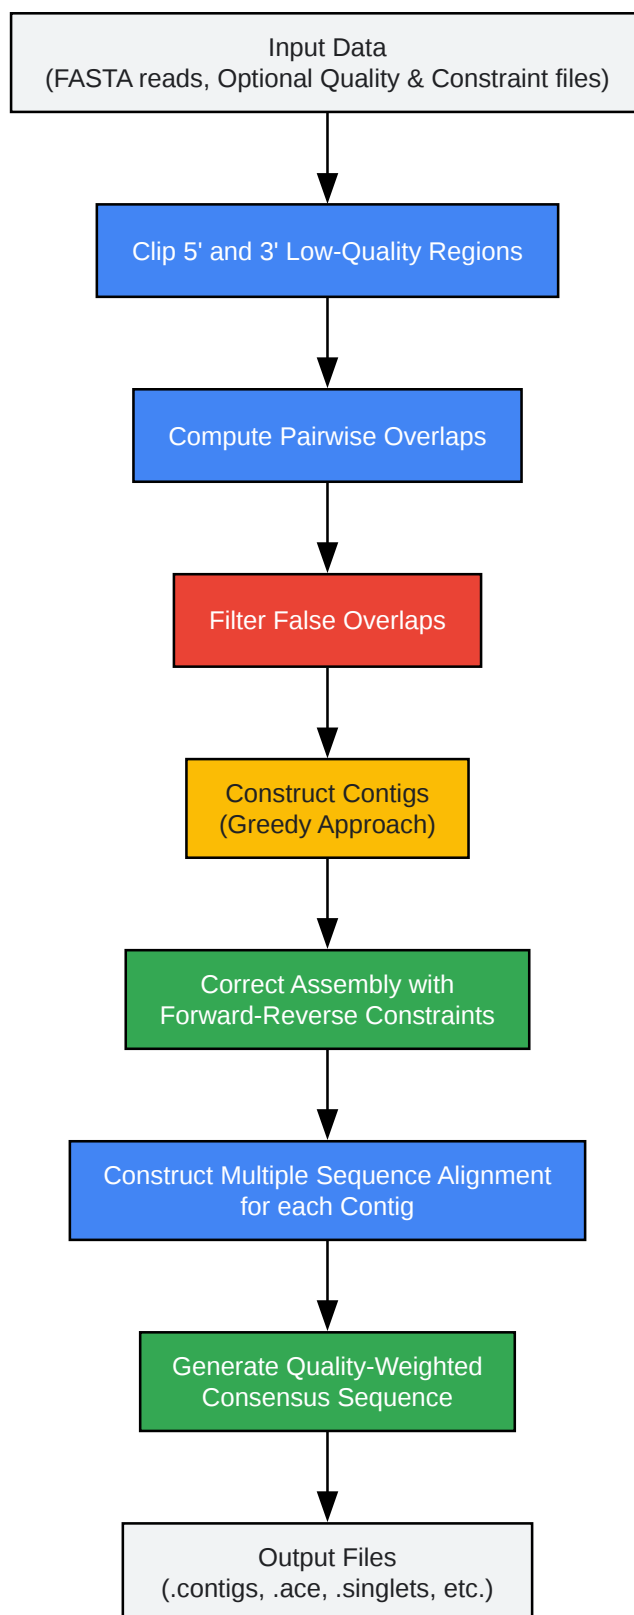 Input Data
(FASTA reads, Optional Quality & Constraint files)
Clip 5' and 3' Low-Quality Regions
Compute Pairwise Overlaps
Filter False Overlaps
Construct Contigs
(Greedy Approach)
Correct Assembly with
Forward-Reverse Constraints
Construct Multiple Sequence Alignment
for each Contig
Generate Quality-Weighted
Consensus Sequence
Output Files
(.contigs, .ace, .singlets, etc.)